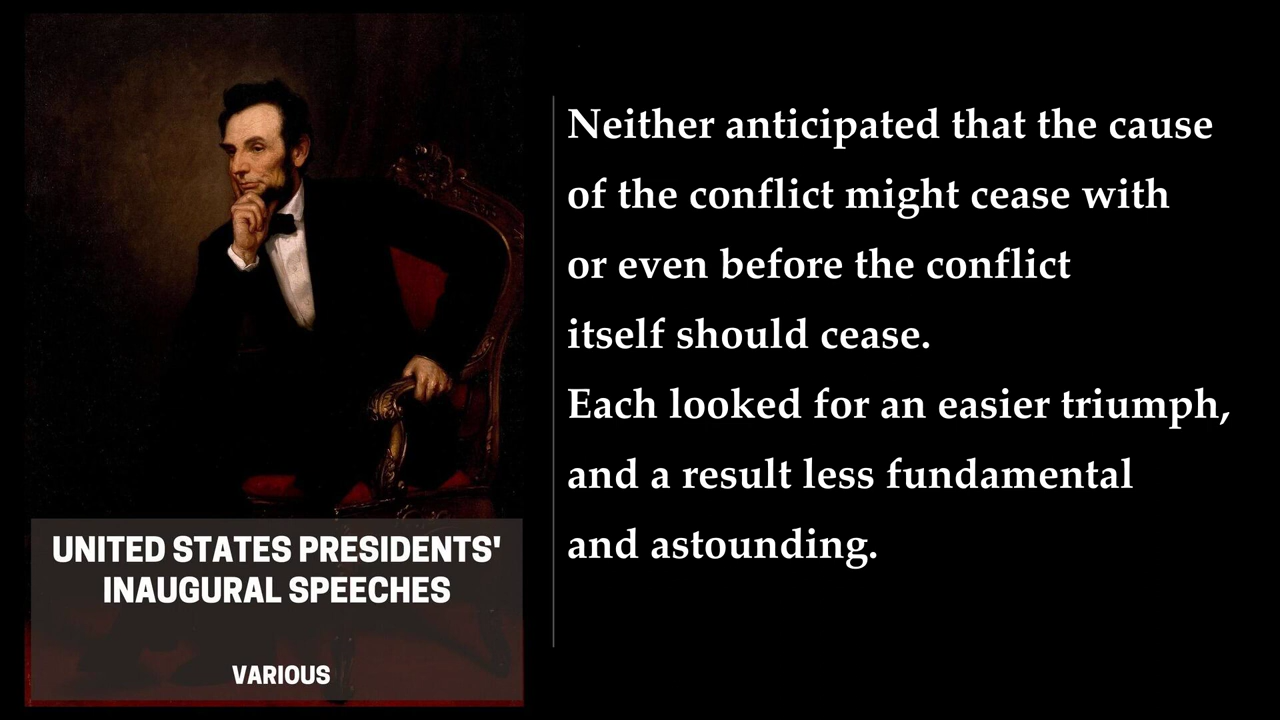 UNITED STATES PRESIDENTS'
INAUGURAL SPEECHES
VARIOUS
Neither anticipated that the cause
of the conflict might cease with
or even before the conflict
itself should cease.
Each looked for an easier triumph,
and a result less fundamental
and astounding.